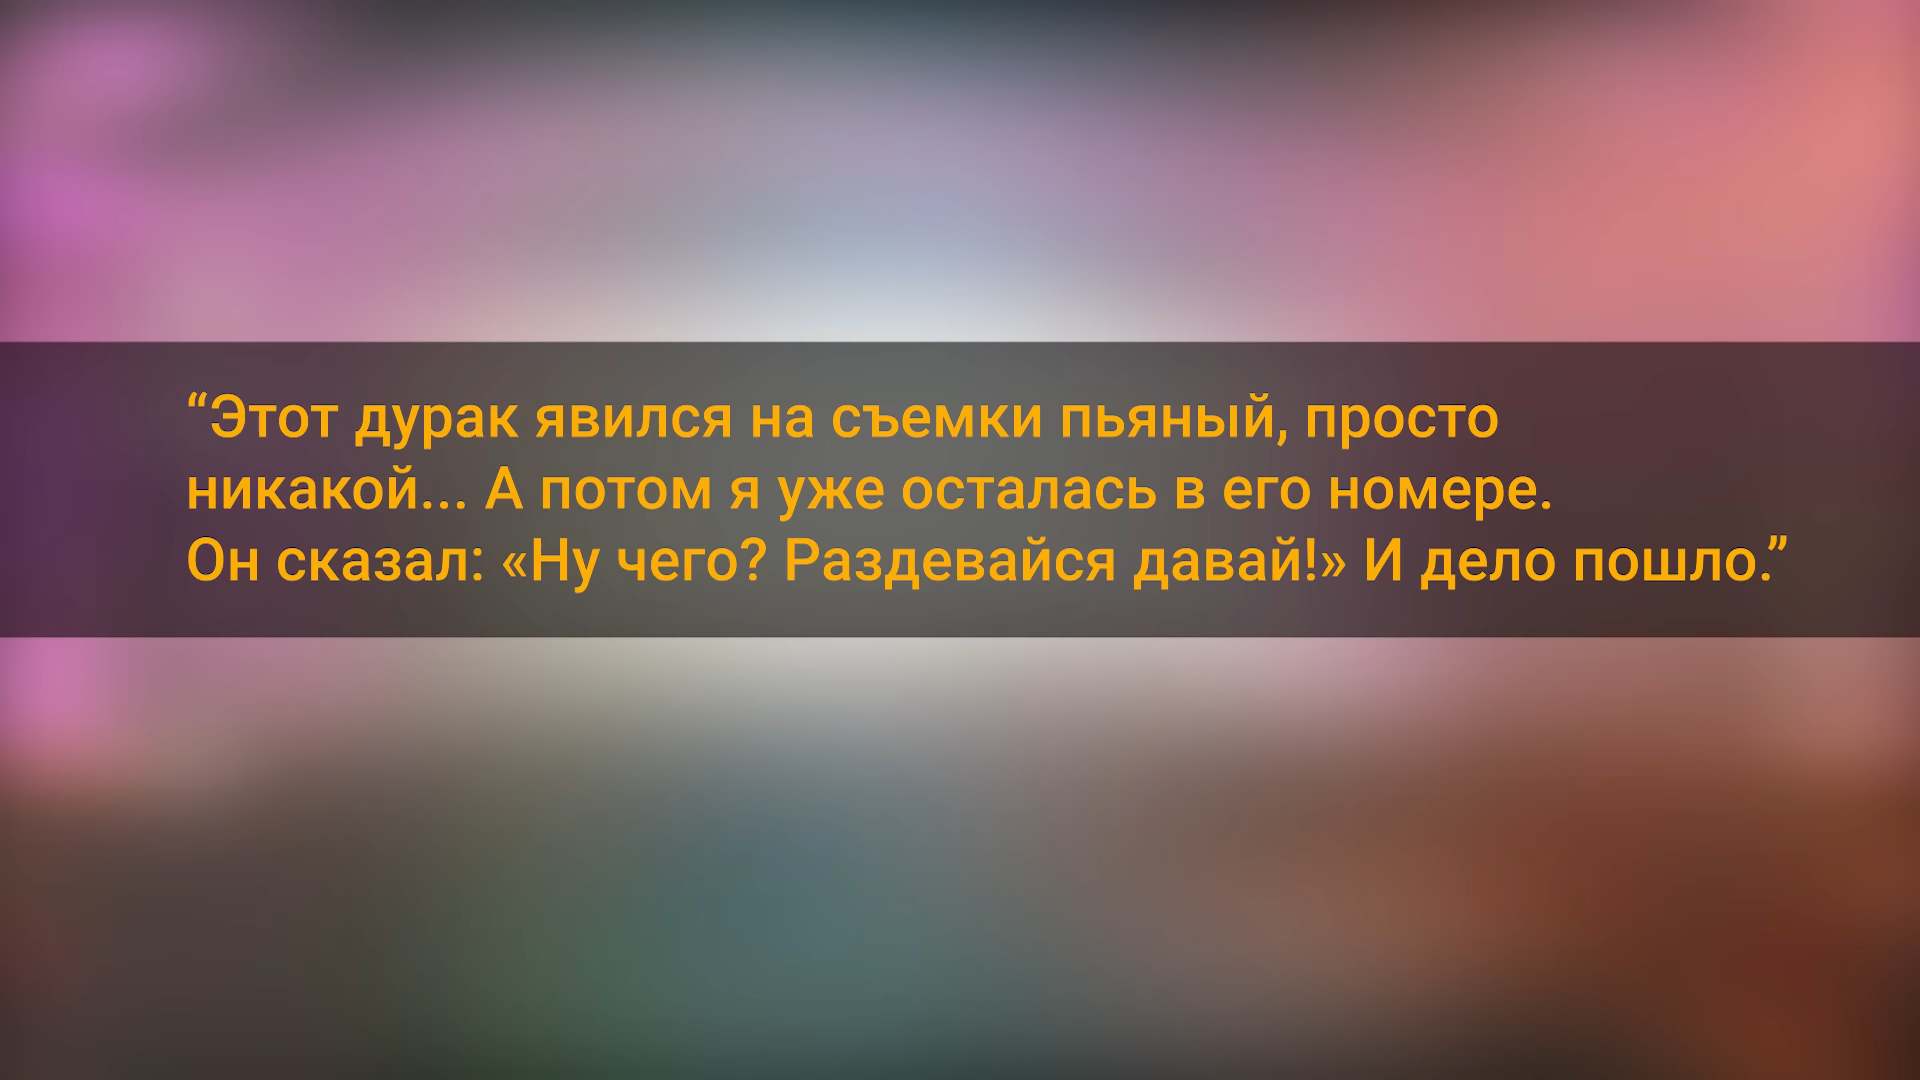 “Этот дурак явился на съемки пьяный, просто
никакой... А потом я уже осталась в его номере.
Он сказал: «Ну чего? Раздевайся давай!» И дело пошло.”